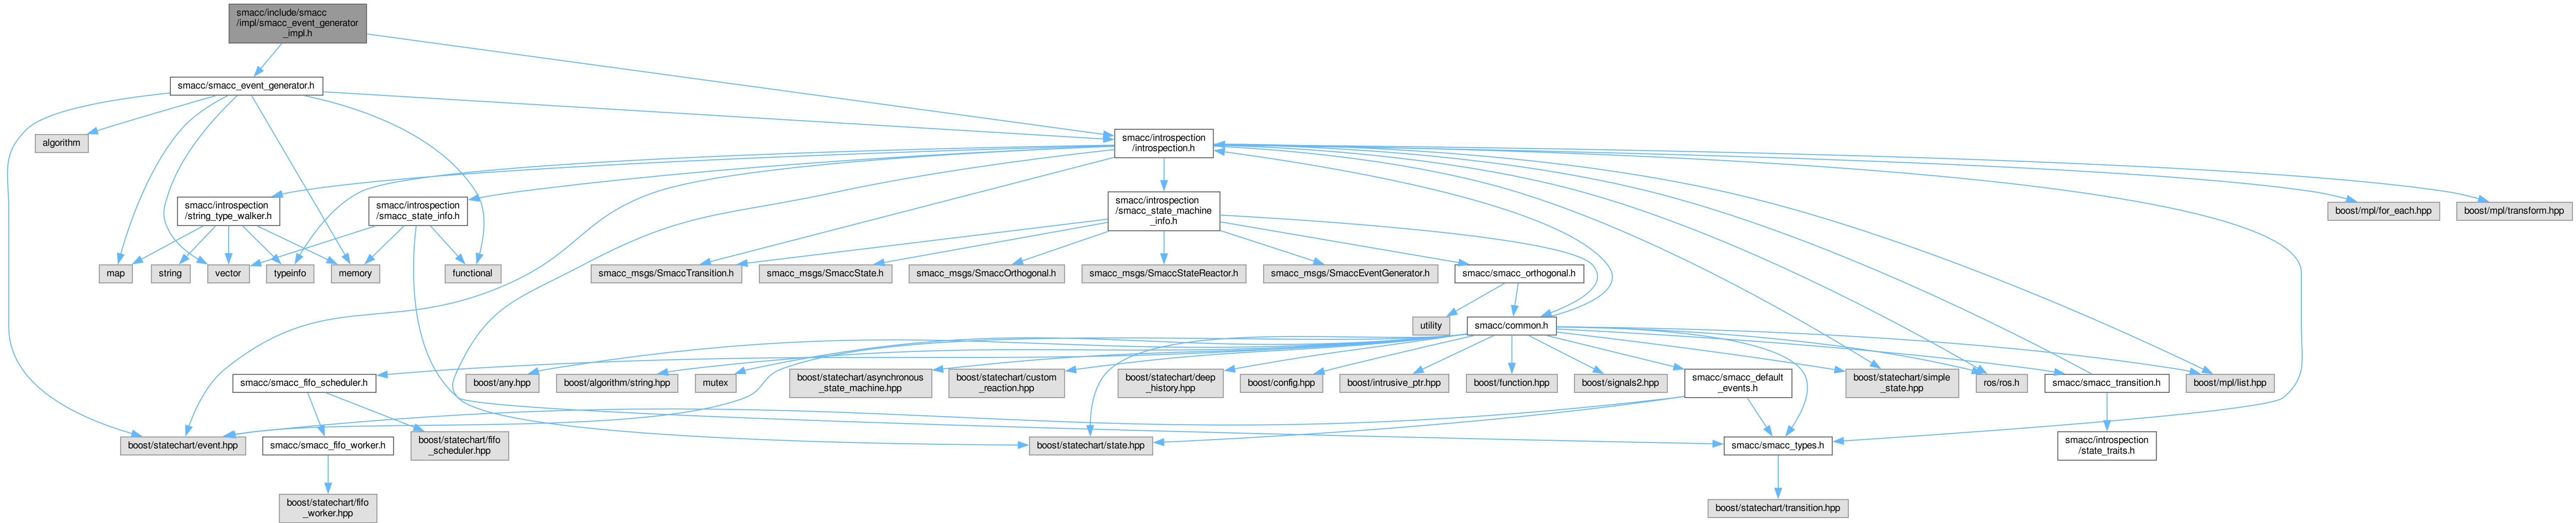 smacc/include/smacc
/impl/smacc_event_generator
_impl.h
smacc/smacc_event_generator.h
algorithm
smacc/introspection
/introspection.h
boost/mpl/for_each.hpp
boost/mpl/transform.hpp
smacc/introspection
/string_type_walker.h
smacc/introspection
/smacc_state_info.h
smacc/introspection
/smacc_state_machine
_info.h
map
string
vector
typeinfo
memory
functional
smacc_msgs/SmaccTransition.h
smacc_msgs/SmaccState.h
smacc_msgs/SmaccOrthogonal.h
smacc_msgs/SmaccStateReactor.h
smacc_msgs/SmaccEventGenerator.h
smacc/smacc_orthogonal.h
utility
smacc/common.h
smacc/smacc_fifo_scheduler.h
boost/any.hpp
boost/algorithm/string.hpp
mutex
boost/statechart/asynchronous
_state_machine.hpp
boost/statechart/custom
_reaction.hpp
boost/statechart/deep
_history.hpp
boost/config.hpp
boost/intrusive_ptr.hpp
boost/function.hpp
boost/signals2.hpp
smacc/smacc_default
_events.h
boost/statechart/simple
_state.hpp
ros/ros.h
smacc/smacc_transition.h
boost/mpl/list.hpp
boost/statechart/event.hpp
smacc/smacc_fifo_worker.h
boost/statechart/fifo
_scheduler.hpp
boost/statechart/state.hpp
smacc/smacc_types.h
smacc/introspection
/state_traits.h
boost/statechart/fifo
_worker.hpp
boost/statechart/transition.hpp